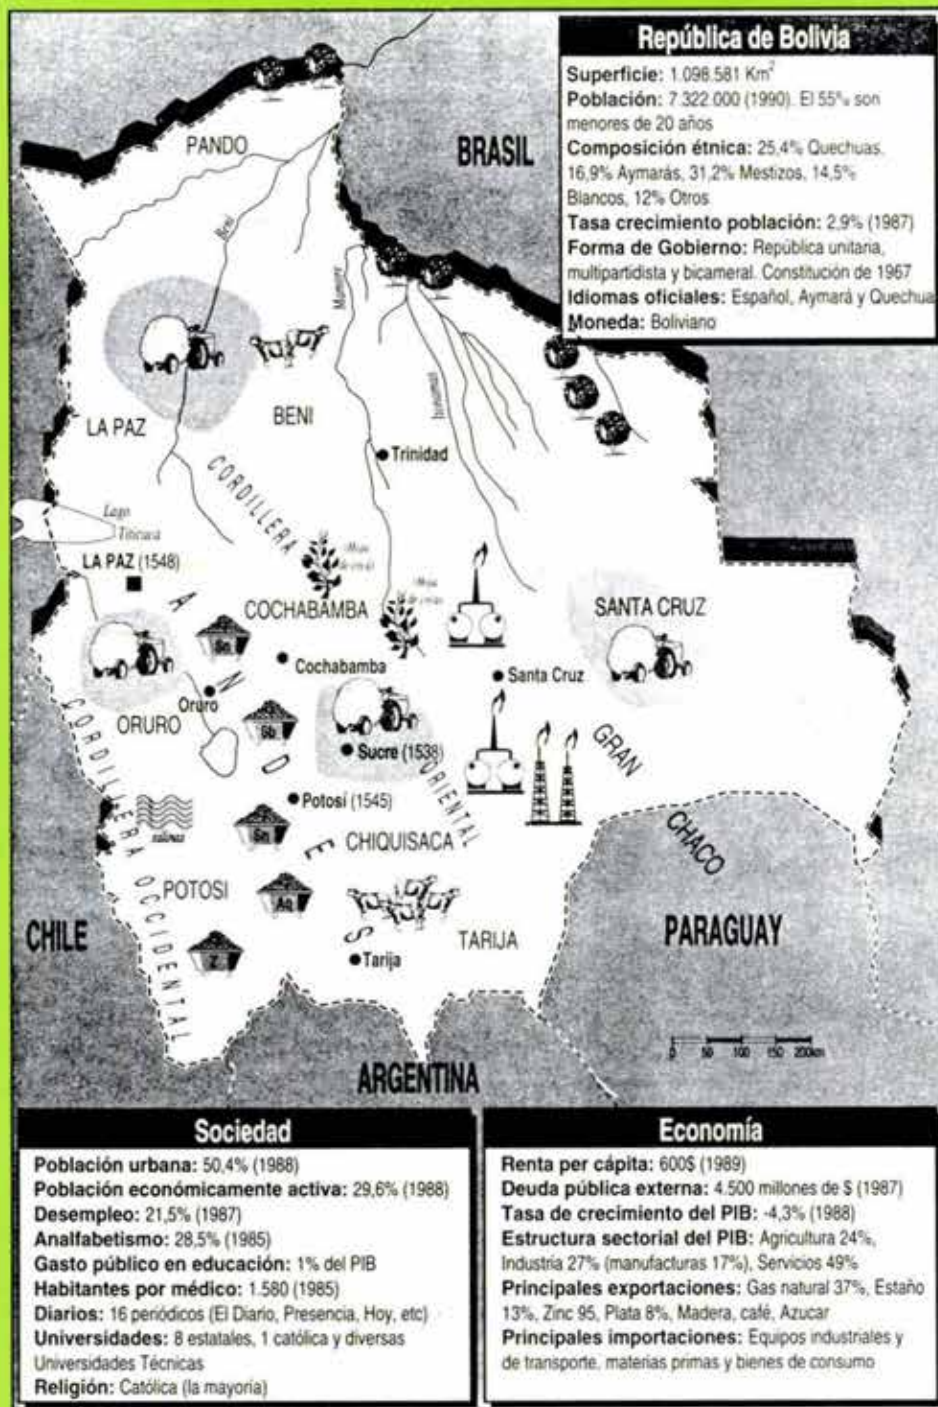 República de Bolivia
Superficie: 1.098.581 Km²
Población: 7.322.000 (1990). El 55% son
menores de 20 años
Composición étnica: 25,4% Quechuas,
16,9% Aymarás, 31,2% Mestizos, 14,5%
Blancos, 12% Otros
Tasa crecimiento población: 2,9% (1987)
Forma de Gobierno: República unitaria,
multipartidista y bicameral. Constitución de 1967
Idiomas oficiales: Español, Aymará y Quechua
Moneda: Boliviano
PANDO
BRASIL
Beni
Mamoré
LA PAZ
BENI
Trinidad
CORDILLERA
Lago
Titicaca
LA PAZ (1548)
COCHABAMBA
SANTA CRUZ
Sn
Cochabamba
Santa Cruz
Oruro
ORURO
Sb
Sucre (1538)
GRAN
ORIENTAL
CORDILLERA OCCIDENTAL
ANDES
Potosí (1545)
salinas
Sn
CHIQUISACA
CHACO
POTOSI
Ag
CHILE
TARIJA
PARAGUAY
Z
Tarija
0 50 100 150 200km
ARGENTINA
Sociedad
Población urbana: 50,4% (1988)
Población económicamente activa: 29,6% (1988)
Desempleo: 21,5% (1987)
Analfabetismo: 28,5% (1985)
Gasto público en educación: 1% del PIB
Habitantes por médico: 1.580 (1985)
Diarios: 16 periódicos (El Diario, Presencia, Hoy, etc)
Universidades: 8 estatales, 1 católica y diversas
Universidades Técnicas
Religión: Católica (la mayoría)
Economía
Renta per cápita: 600$ (1989)
Deuda pública externa: 4.500 millones de $ (1987)
Tasa de crecimiento del PIB: -4,3% (1988)
Estructura sectorial del PIB: Agricultura 24%,
Industria 27% (manufacturas 17%), Servicios 49%
Principales exportaciones: Gas natural 37%, Estaño
13%, Zinc 95, Plata 8%, Madera, café, Azucar
Principales importaciones: Equipos industriales y
de transporte, materias primas y bienes de consumo